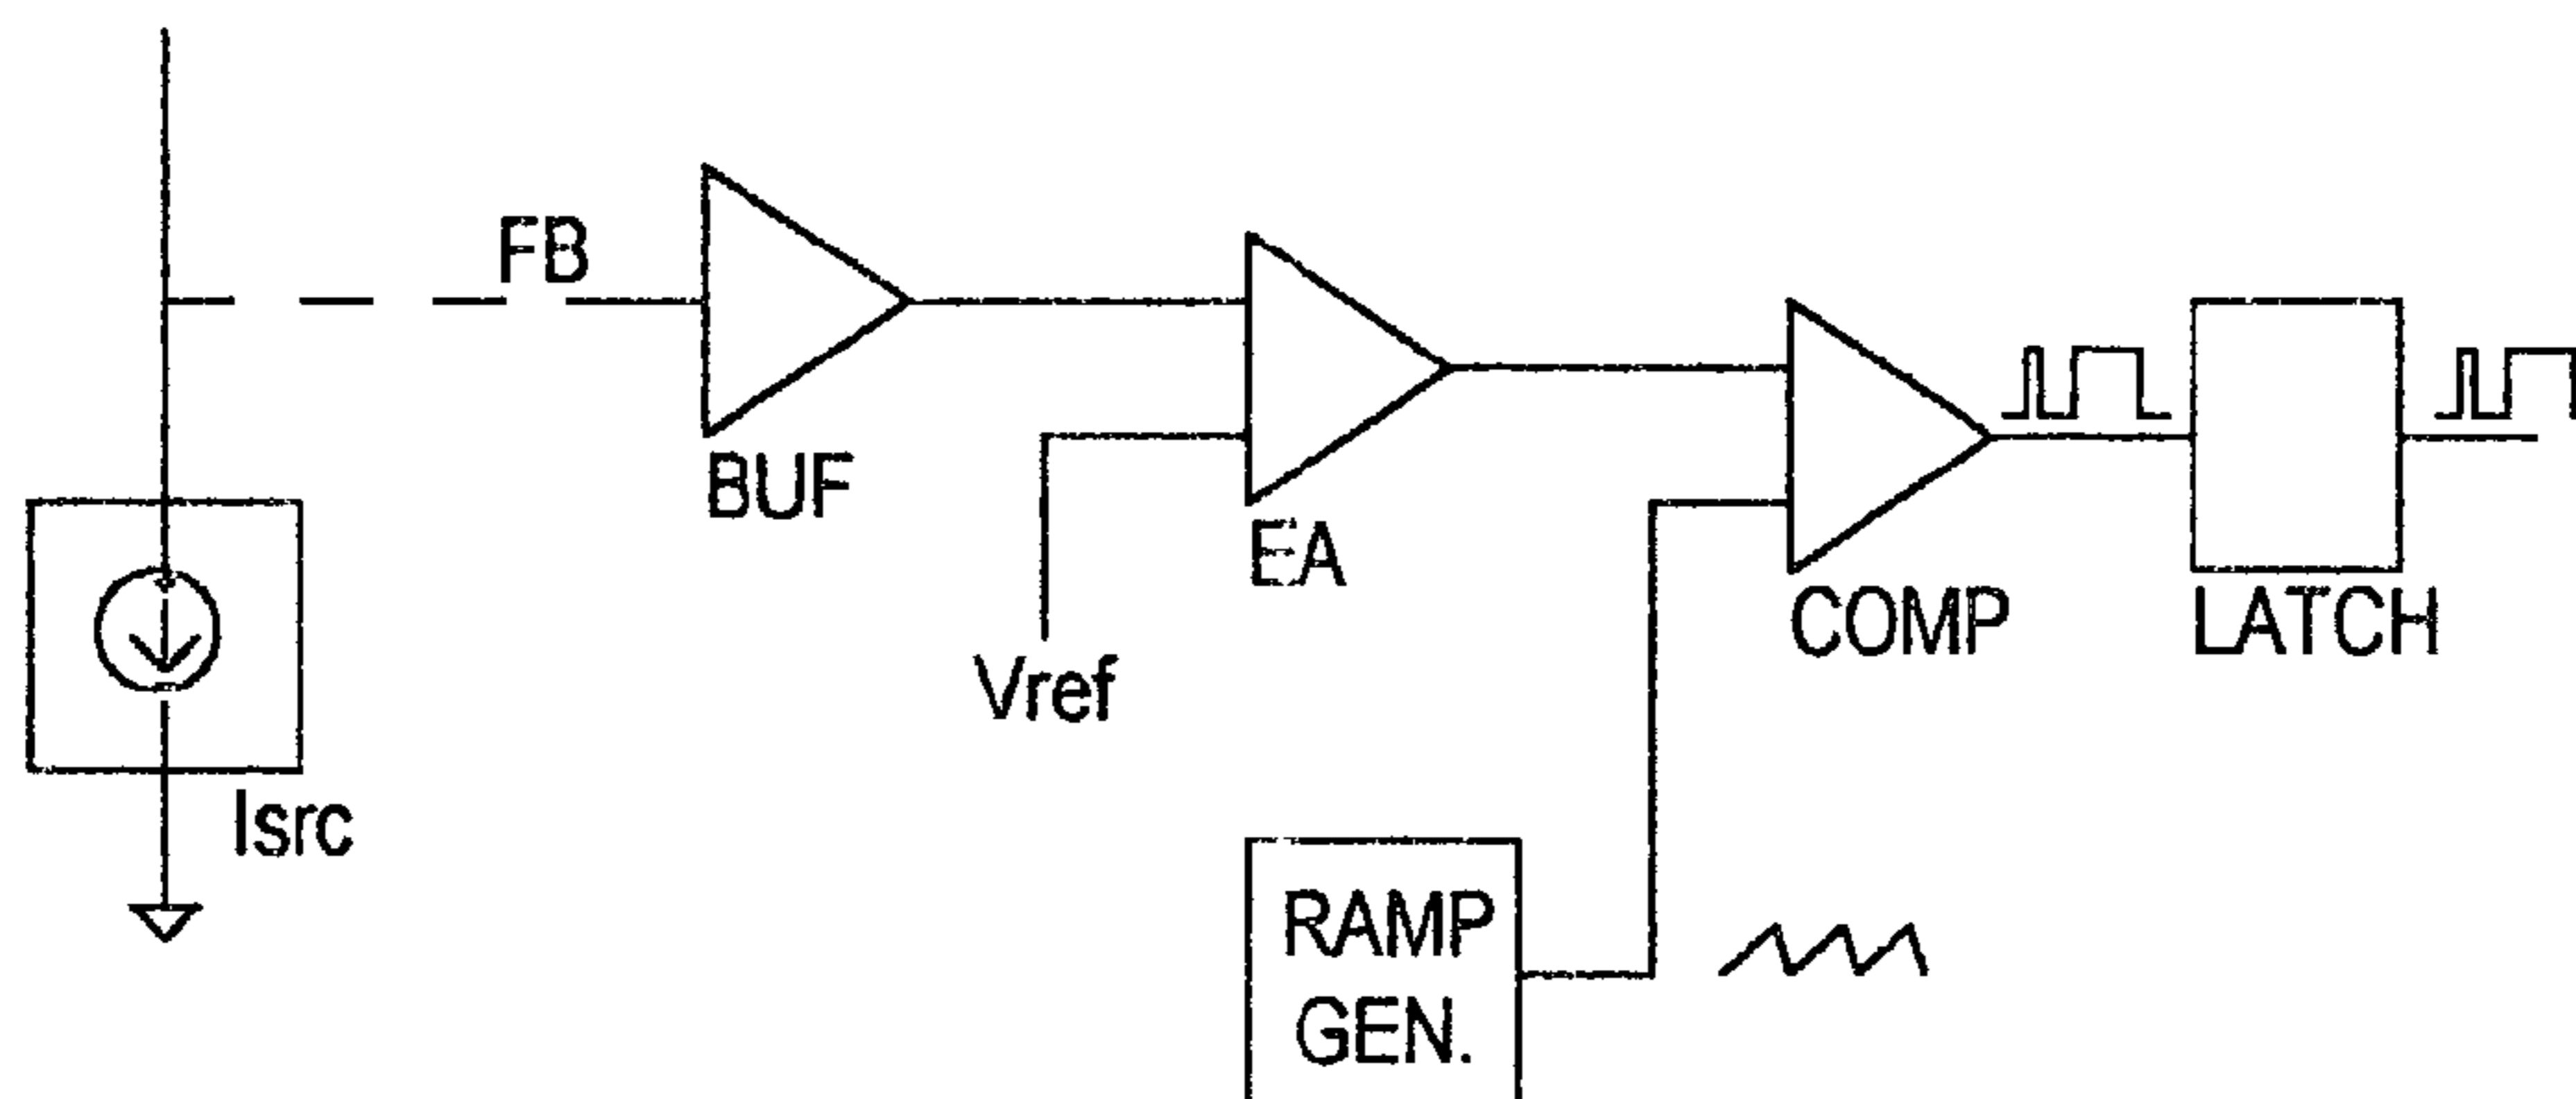 FB
BUF
EA
Vref
COMP
LATCH
Isrc
RAMP
GEN.